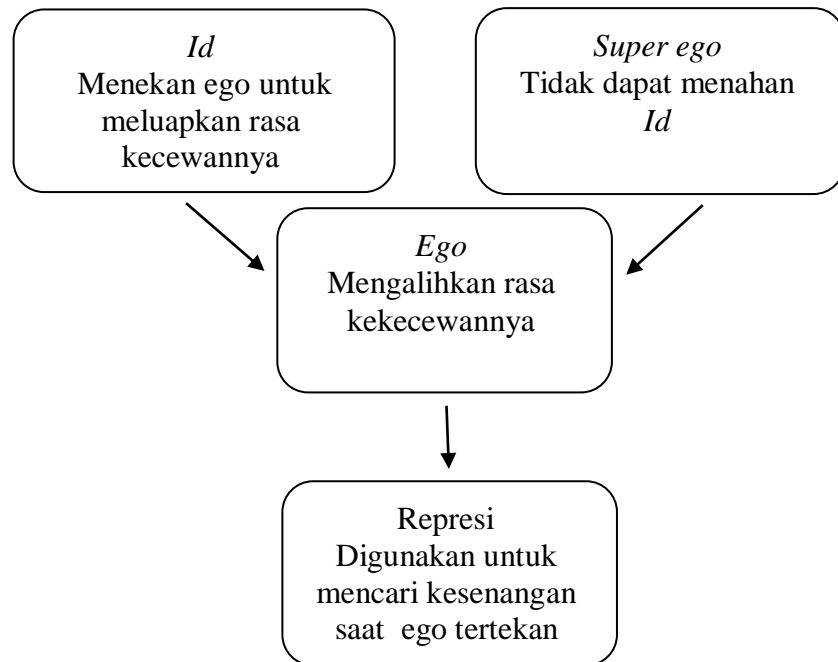 Id
Menekan ego untuk
meluapkan rasa
kecewannya
Super ego
Tidak dapat menahan
Id
Ego
Mengalihkan rasa
kekecewannya
Represi
Digunakan untuk
mencari kesenangan
saat ego tertekan